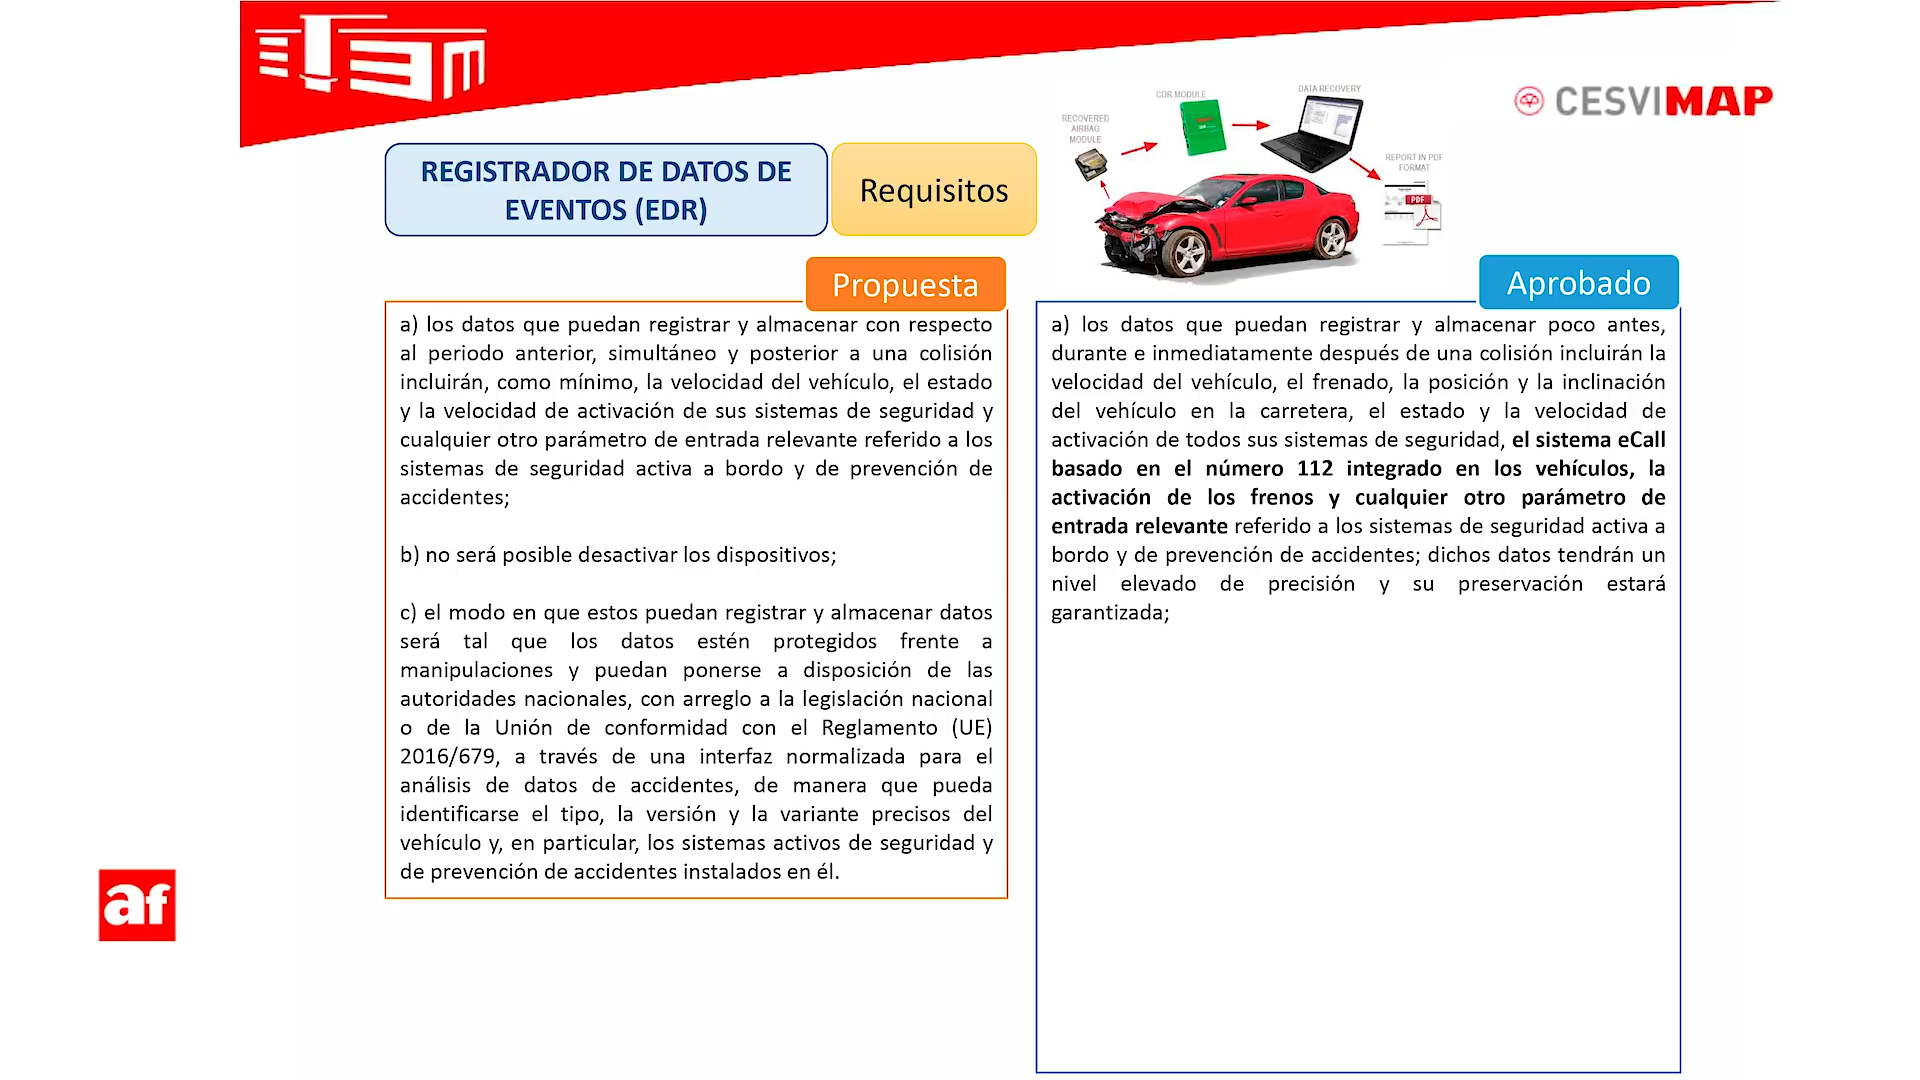 CESVIMAP
CDR MODULE
DATA RECOVERY
RECOVERED
AIRBAG
MODULE
REPORT IN PDF
FORMAT
PDF
REGISTRADOR DE DATOS DE
EVENTOS (EDR)
Requisitos
Propuesta
a) los datos que puedan registrar y almacenar con respecto
al periodo anterior, simultáneo y posterior a una colisión
incluirán, como mínimo, la velocidad del vehículo, el estado
y la velocidad de activación de sus sistemas de seguridad y
cualquier otro parámetro de entrada relevante referido a los
sistemas de seguridad activa a bordo y de prevención de
accidentes;
b) no será posible desactivar los dispositivos;
c) el modo en que estos puedan registrar y almacenar datos
será tal que los datos estén protegidos frente a
manipulaciones y puedan ponerse a disposición de las
autoridades nacionales, con arreglo a la legislación nacional
o de la Unión de conformidad con el Reglamento (UE)
2016/679, a través de una interfaz normalizada para el
análisis de datos de accidentes, de manera que pueda
identificarse el tipo, la versión y la variante precisos del
vehículo y, en particular, los sistemas activos de seguridad y
de prevención de accidentes instalados en él.
Aprobado
a) los datos que puedan registrar y almacenar poco antes,
durante e inmediatamente después de una colisión incluirán la
velocidad del vehículo, el frenado, la posición y la inclinación
del vehículo en la carretera, el estado y la velocidad de
activación de todos sus sistemas de seguridad, el sistema eCall
basado en el número 112 integrado en los vehículos, la
activación de los frenos y cualquier otro parámetro de
entrada relevante referido a los sistemas de seguridad activa a
bordo y de prevención de accidentes; dichos datos tendrán un
nivel elevado de precisión y su preservación estará
garantizada;
af